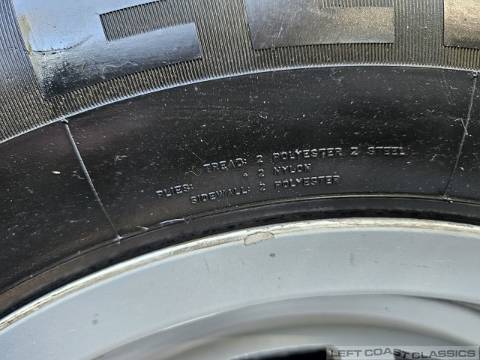 TREAD: 2 POLYESTER 2 STEEL
+ 2 NYLON
PLIES:
SIDEWALL: 2 POLYESTER
LEFT COAST CLASSICS